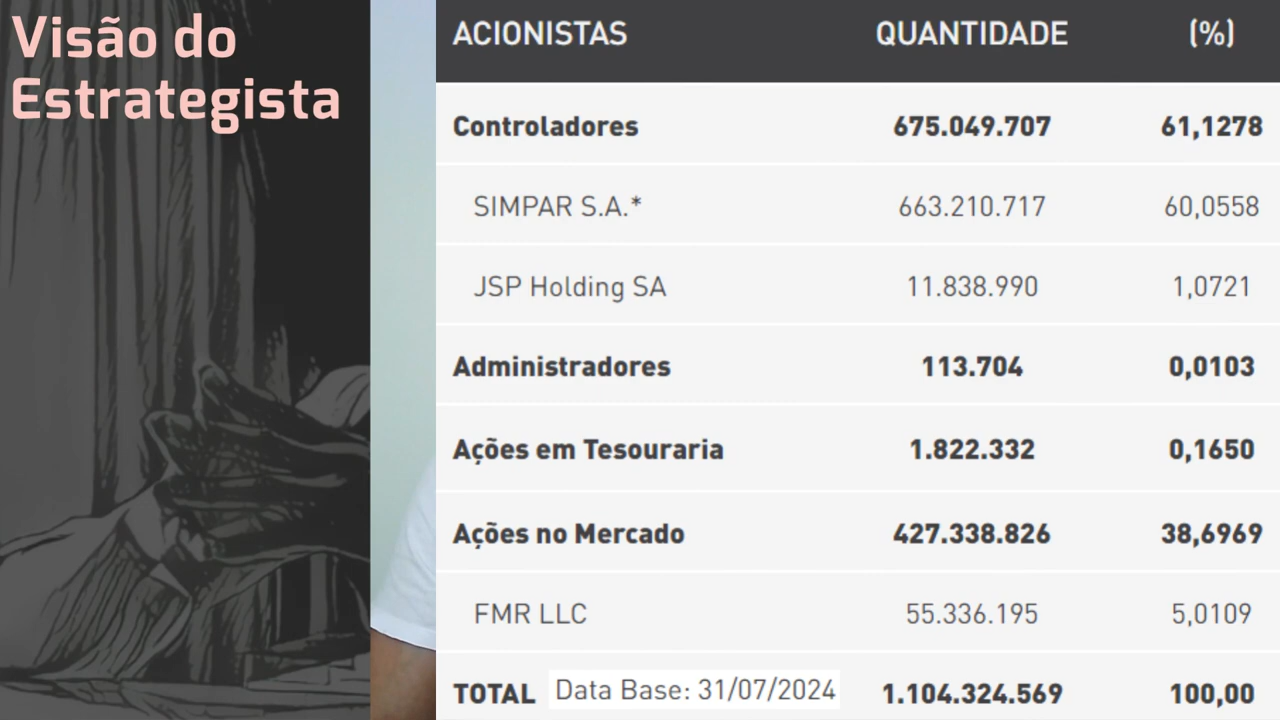 Visão do
Estrategista
ACIONISTAS QUANTIDADE (%)
Controladores 675.049.707 61,1278
SIMPAR S.A.* 663.210.717 60,0558
JSP Holding SA 11.838.990 1,0721
Administradores 113.704 0,0103
Ações em Tesouraria 1.822.332 0,1650
Ações no Mercado 427.338.826 38,6969
FMR LLC 55.336.195 5,0109
TOTAL Data Base: 31/07/2024 1.104.324.569 100,00